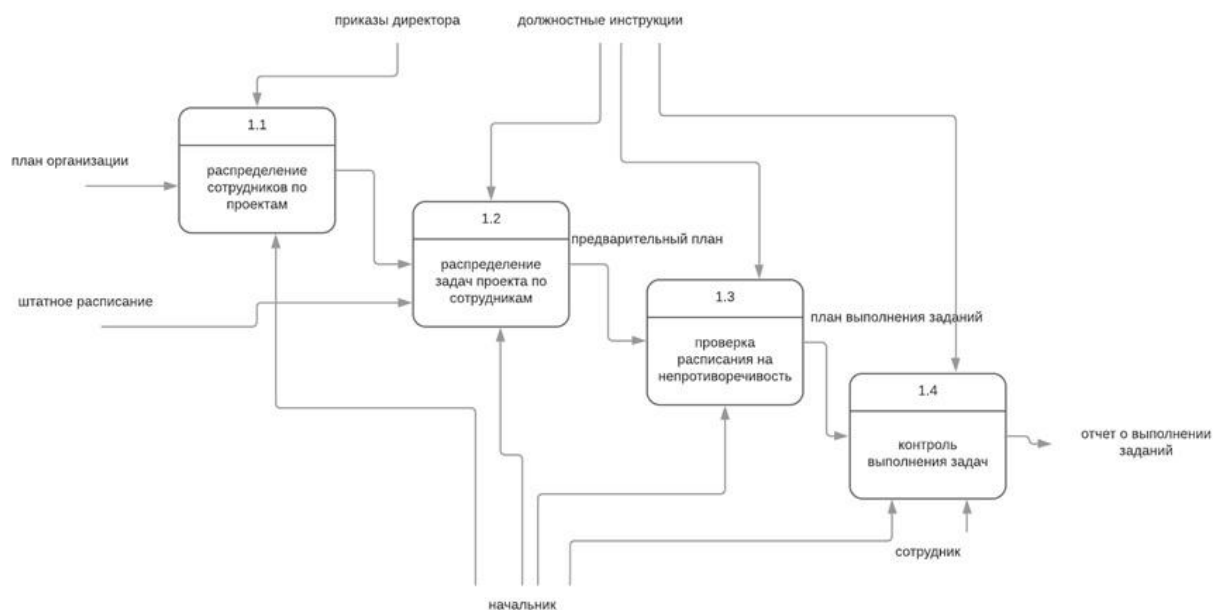 приказы директора
должностные инструкции
1.1
план организации
распределение
сотрудников по
проектам
1.2
предварительный план
распределение
задач проекта по
сотрудникам
штатное расписание
1.3
план выполнения заданий
проверка
расписания на
непротиворечивость
1.4
контроль
выполнения задач
отчет о выполнении
заданий
сотрудник
начальник